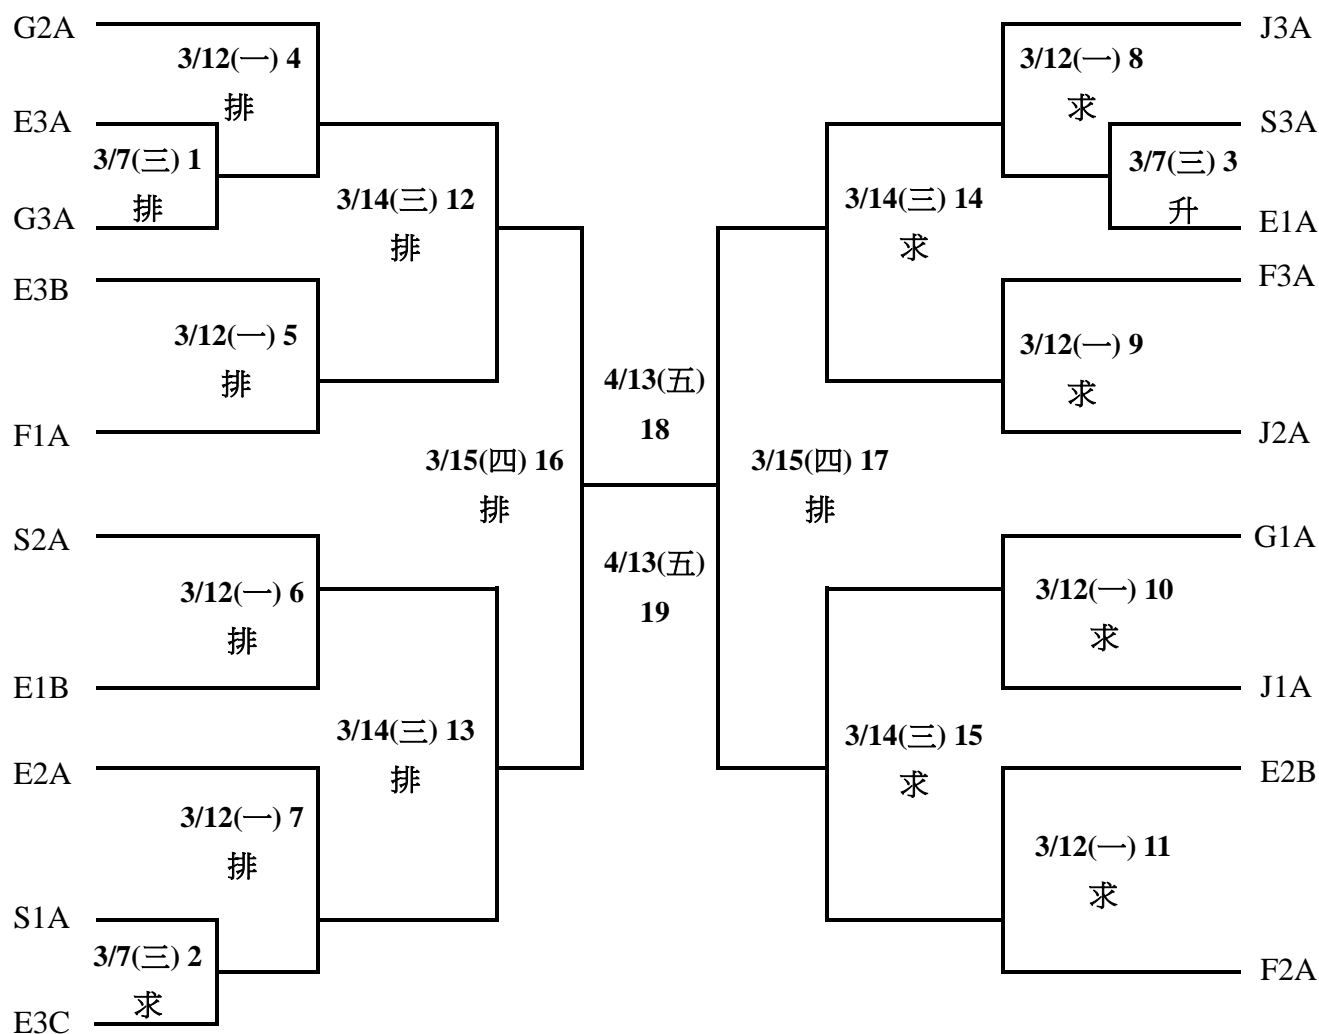 G2A
3/12(一) 4
排
E3A
3/7(三) 1
排
G3A
3/14(三) 12
排
E3B
3/12(一) 5
排
F1A
3/15(四) 16
排
S2A
3/12(一) 6
排
E1B
3/14(三) 13
排
E2A
3/12(一) 7
排
S1A
3/7(三) 2
求
E3C
4/13(五)
18
4/13(五)
19
J3A
3/12(一) 8
求
S3A
3/7(三) 3
升
E1A
3/14(三) 14
求
F3A
3/12(一) 9
求
J2A
3/15(四) 17
排
G1A
3/12(一) 10
求
J1A
3/14(三) 15
求
E2B
3/12(一) 11
求
F2A